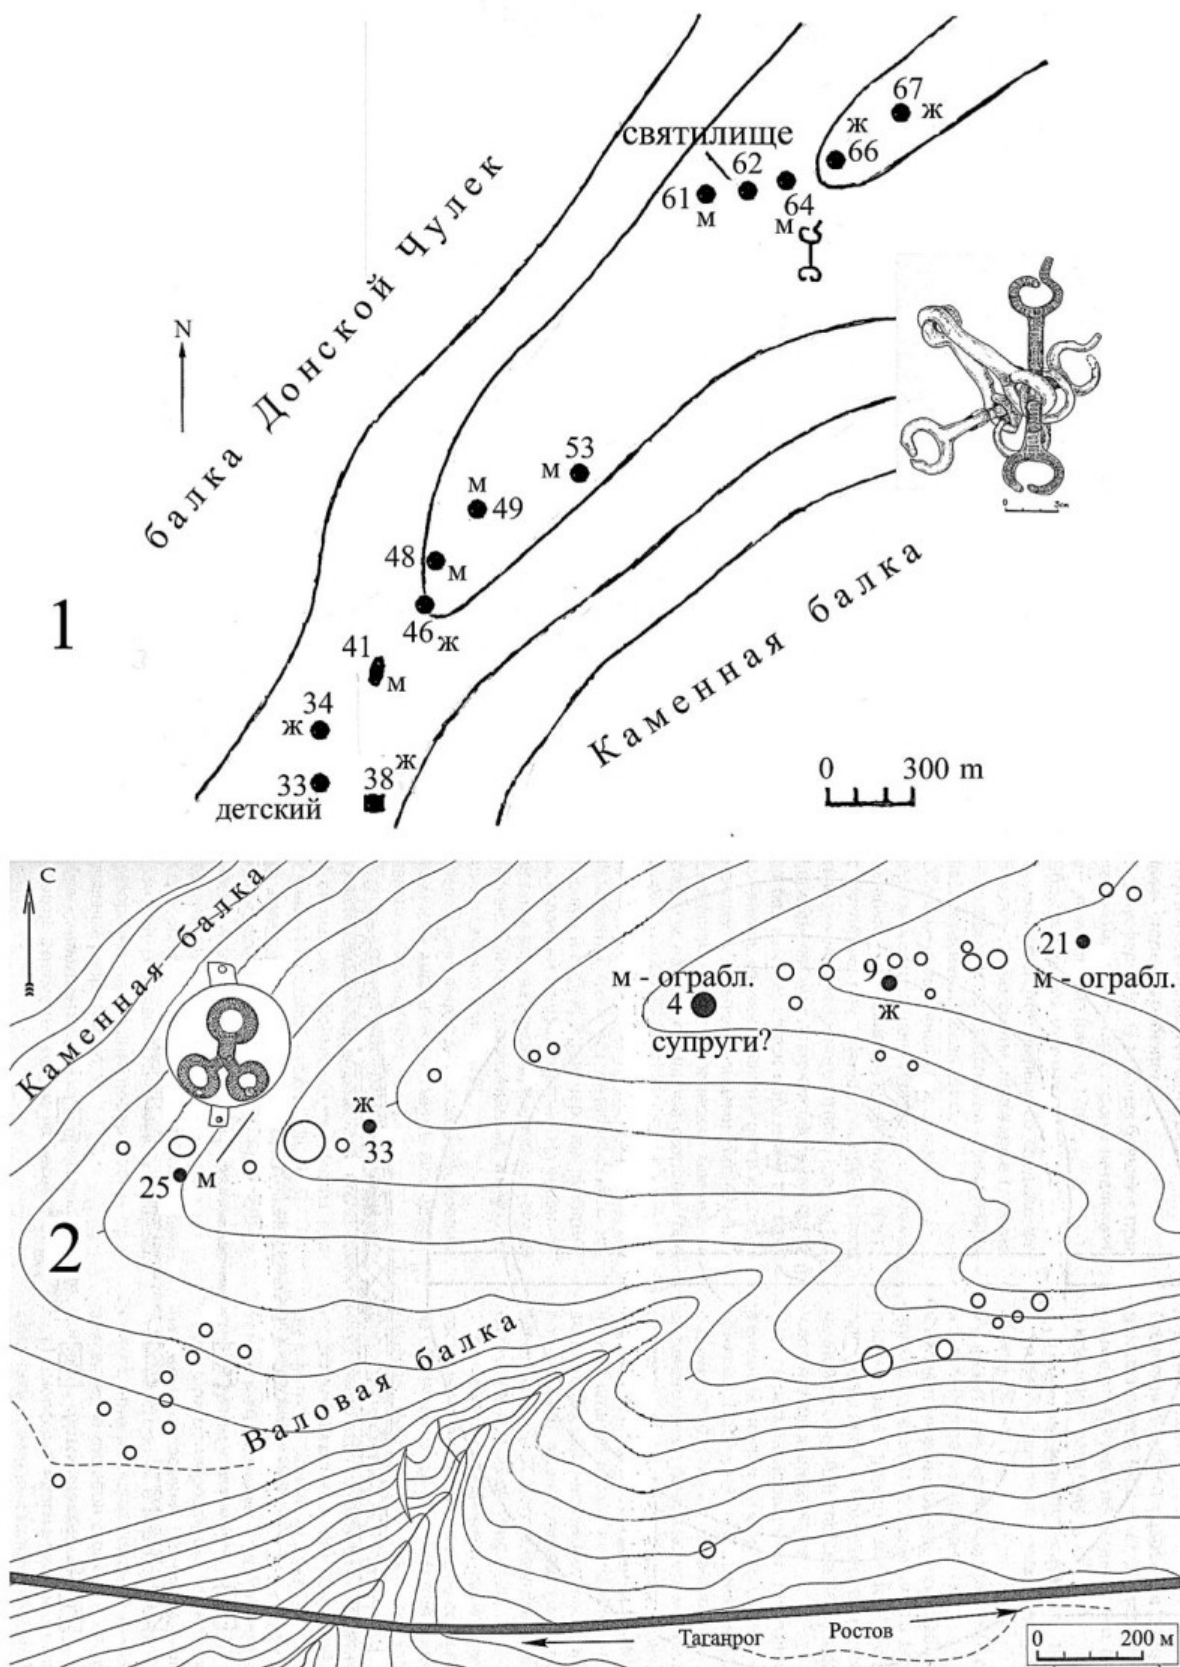 67
ж
ж
святилище
66
62
61
64
м
м
балка Донской Чулек
N
0 3см
53
м
м
49
48
м
1
46
ж
41
м
34
ж
ж
33
38
детский
Каменная балка
0 300 m
С
Каменная балка
21
м - ограбл.
9
м - ограбл.
4
ж
супруги?
ж
33
25
м
2
Валовая балка
Таганрог
Ростов
0 200 м